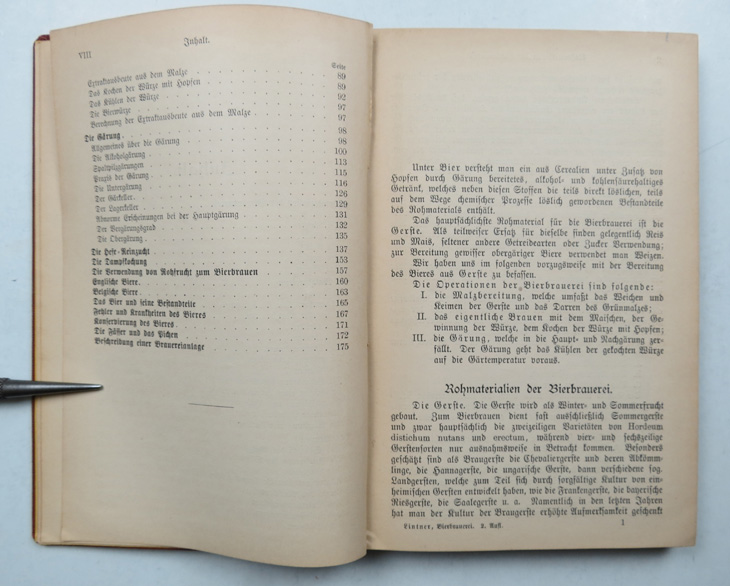 VIII
Inhalt.
Seite
Extraktausbeute aus dem Malze . . . 89
Das Kochen der Würze mit Hopfen . . . 89
Das Kühlen der Würze . . . 92
Die Bierwürze . . . 97
Berechnung der Extraktausbeute aus dem Malze . . . 97
Die Gärung . . . 98
Allgemeines über die Gärung . . . 98
Die Alkoholgärung . . . 100
Spaltpilzgärungen . . . 113
Praxis der Gärung . . . 115
Die Untergärung . . . 116
Der Gärkeller . . . 126
Der Lagerkeller . . . 129
Abnorme Erscheinungen bei der Hauptgärung . . . 131
Der Vergärungsgrad . . . 132
Die Obergärung . . . 135
Die Hefe-Reinzucht . . . 137
Die Dampfkochung . . . 153
Die Verwendung von Rohfrucht zum Bierbrauen . . . 157
Englische Biere . . . 160
Belgische Biere . . . 163
Das Bier und seine Bestandteile . . . 165
Fehler und Krankheiten des Bieres . . . 167
Konservierung des Bieres . . . 171
Die Fässer und das Pichen . . . 172
Beschreibung einer Brauereianlage . . . 175
Unter Bier versteht man ein aus Cerealien unter Zusatz von
Hopfen durch Gärung bereitetes, alkohol- und kohlensäurehaltiges
Getränk, welches neben diesen Stoffen die teils direkt löslichen, teils
auf dem Wege chemischer Prozesse löslich gewordenen Bestandteile
des Rohmaterials enthält.
Das hauptsächlichste Rohmaterial für die Bierbrauerei ist die
Gerste. Als teilweiser Ersatz für dieselbe finden gelegentlich Reis
und Mais, seltener andere Getreidearten oder Zucker Verwendung;
zur Bereitung gewisser obergäriger Biere verwendet man Weizen.
Wir haben uns im folgenden vorzugsweise mit der Bereitung
des Bieres aus Gerste zu befassen.
Die Operationen der Bierbrauerei sind folgende:
I. die Malzbereitung, welche umfaßt das Weichen und
Keimen der Gerste und das Darren des Grünmalzes;
II. das eigentliche Brauen mit dem Maischen, der Ge-
winnung der Würze, dem Kochen der Würze mit Hopfen;
III. die Gärung, welche in die Haupt- und Nachgärung zer-
fällt. Der Gärung geht das Kühlen der gekochten Würze
auf die Gärtemperatur voraus.
Rohmaterialien der Bierbrauerei.
Die Gerste. Die Gerste wird als Winter- und Sommerfrucht
gebaut. Zum Bierbrauen dient fast ausschließlich Sommergerste
und zwar hauptsächlich die zweizeiligen Varietäten von Hordeum
distichum nutans und erectum, während vier- und sechszeilige
Gerstensorten nur ausnahmsweise in Betracht kommen. Besonders
geschätzt sind als Braugerste die Chevaliergerste und deren Abkömm-
linge, die Hannagerste, die ungarische Gerste, dann verschiedene sog.
Landgersten, welche zum Teil sich durch sorgfältige Kultur von ein-
heimischen Gersten entwickelt haben, wie die Frankengerste, die bayerische
Riesgerste, die Saalegerste u. a. Namentlich in den letzten Jahren
hat man der Kultur der Braugerste erhöhte Aufmerksamkeit geschenkt
Lintner, Bierbrauerei. 2. Aufl. 1